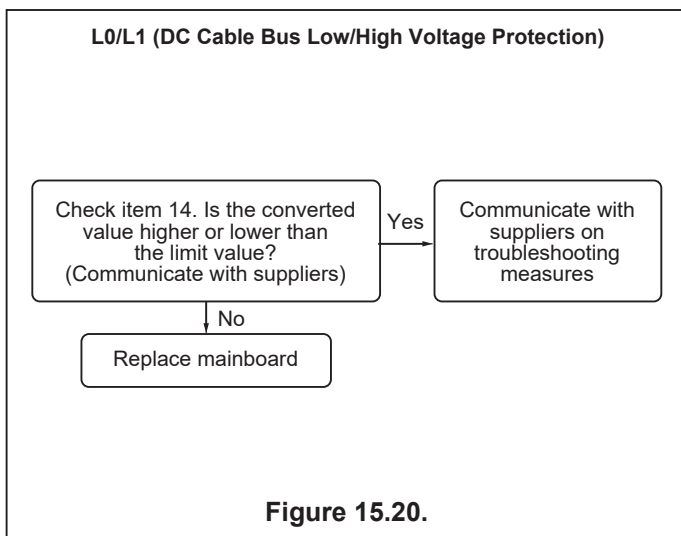 L0/L1 (DC Cable Bus Low/High Voltage Protection)
Check item 14. Is the converted
value higher or lower than
the limit value?
(Communicate with suppliers)
Yes
Communicate with
suppliers on
troubleshooting
measures
No
Replace mainboard
Figure 15.20.